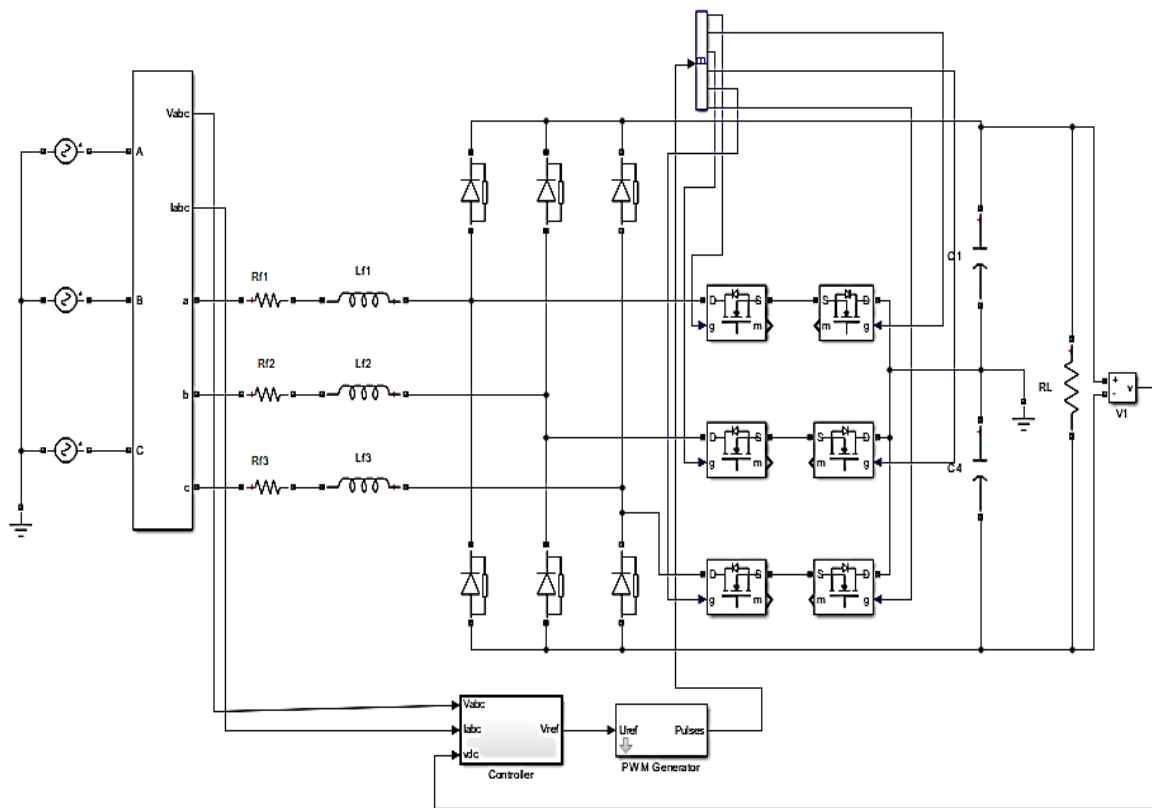 m
Vabc
A
Iabc
Rf1
Lf1
C1
B
a
D
S
S
D
g
m
m
g
Rf2
Lf2
RL
+
-
v
V1
b
D
S
S
D
g
m
m
g
C
Rf3
Lf3
C4
c
D
S
S
D
g
m
m
g
Vabc
Iabc
vdc
Vref
Uref
Pulses
Controller
PWM Generator